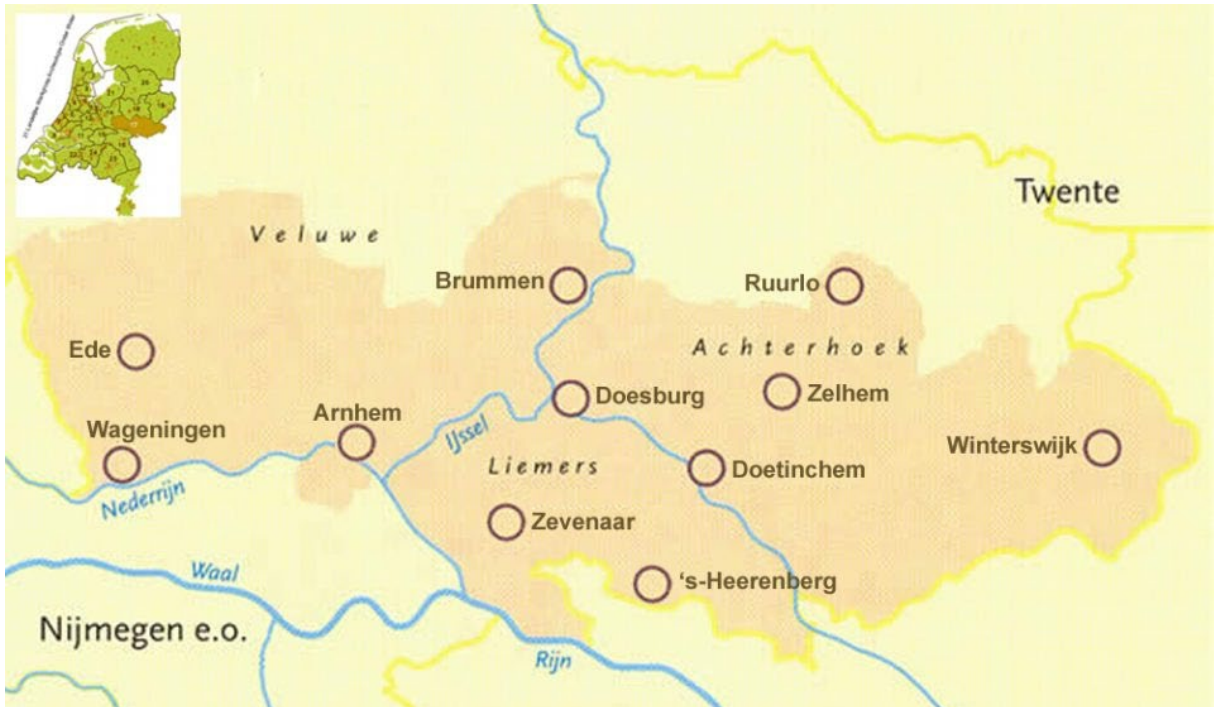 Twente
Veluwe
Brummen
Ruurlo
Ede
Achterhoek
Zelhem
Doesburg
Arnhem
Wageningen
IJssel
Winterswijk
Liemers
Doetinchem
Nederrijn
Zevenaar
Waal
‘s-Heerenberg
Nijmegen e.o.
Rijn